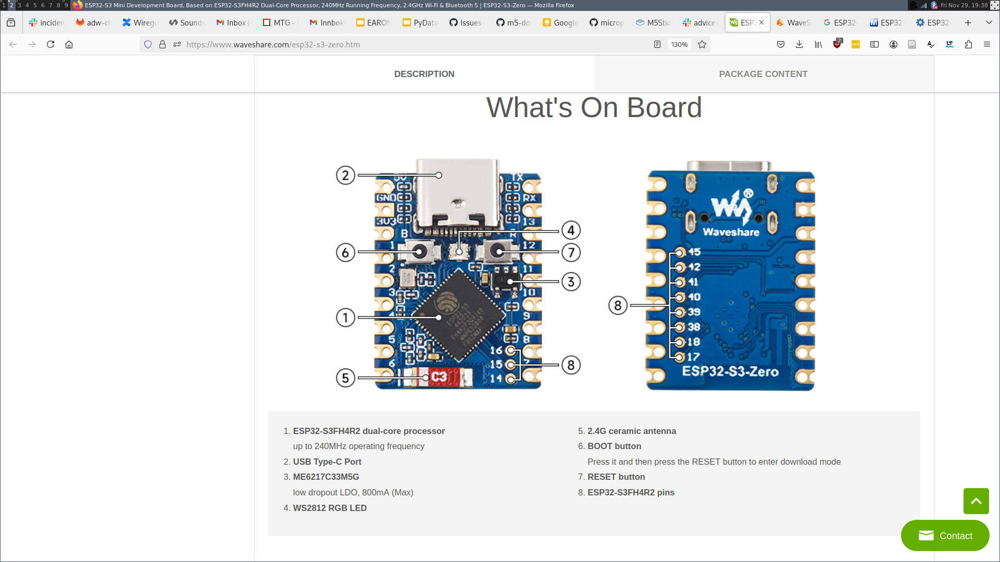 1 2 3 4 5 6 7 8 9 ESP32-S3 Mini Development Board, Based on ESP32-S3FH4R2 Dual-Core Processor, 240MHz Running Frequency, 2.4GHz Wi-Fi & Bluetooth 5 | ESP32-S3-Zero — Mozilla Firefox Fri Nov 29, 19:38
inciden adw-ch Wiregu Sounds Inbox ( MTG - Innboks EARON PyData Issues m5-do Google microp M5Stic advice ESP3 WaveS ESP32- ESP32- ESP32-
https://www.waveshare.com/esp32-s3-zero.htm 130% 2
DESCRIPTION PACKAGE CONTENT
What's On Board
2
5V TX
GND RX
3V3 13
B R
4
1 12
6 7
2 11
3
3 10
1
4 9
5 8
16
6 15 7 8
5 C3 14
ESP32-S3
WA ®
Waveshare
45
42
41
40
8 39
38
18
17
ESP32-S3-Zero
1. ESP32-S3FH4R2 dual-core processor
up to 240MHz operating frequency
2. USB Type-C Port
3. ME6217C33M5G
low dropout LDO, 800mA (Max)
4. WS2812 RGB LED
5. 2.4G ceramic antenna
6. BOOT button
Press it and then press the RESET button to enter download mode
7. RESET button
8. ESP32-S3FH4R2 pins
Contact